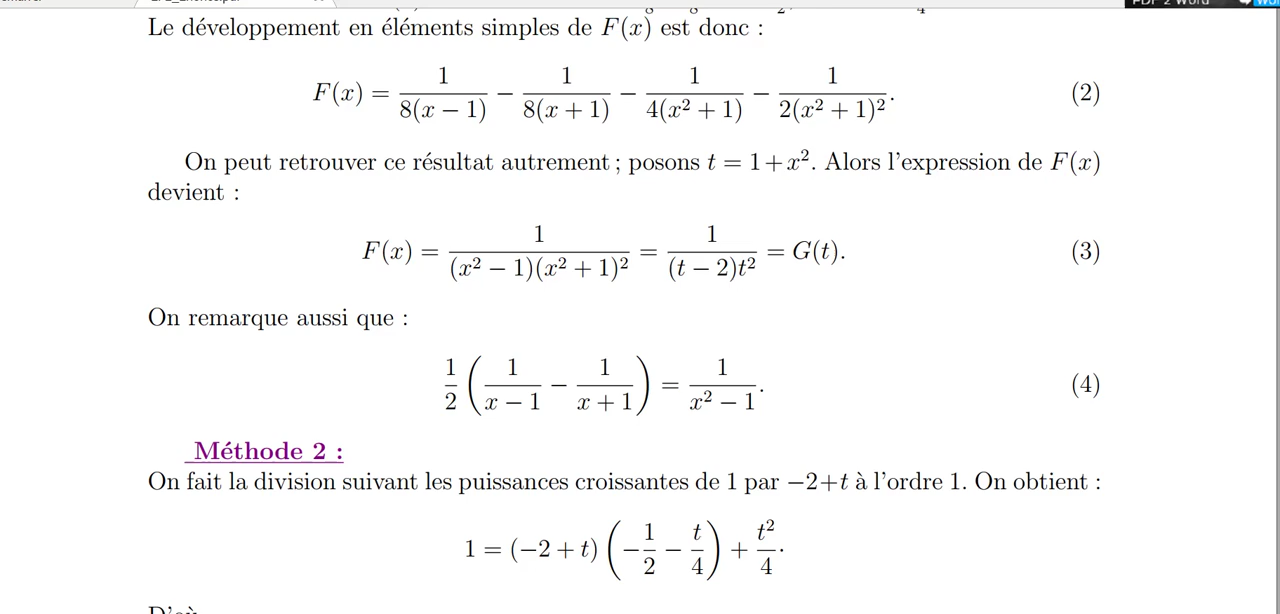 Le développement en éléments simples de F(x) est donc :
F(x) = 1/(8(x − 1)) − 1/(8(x + 1)) − 1/(4(x² + 1)) − 1/(2(x² + 1)²). (2)
On peut retrouver ce résultat autrement ; posons t = 1 + x². Alors l'expression de F(x)
devient :
F(x) = 1/((x² − 1)(x² + 1)²) = 1/((t − 2)t²) = G(t). (3)
On remarque aussi que :
1/2 (1/(x − 1) − 1/(x + 1)) = 1/(x² − 1). (4)
Méthode 2 :
On fait la division suivant les puissances croissantes de 1 par −2+t à l'ordre 1. On obtient :
1 = (−2 + t) (−1/2 − t/4) + t²/4.